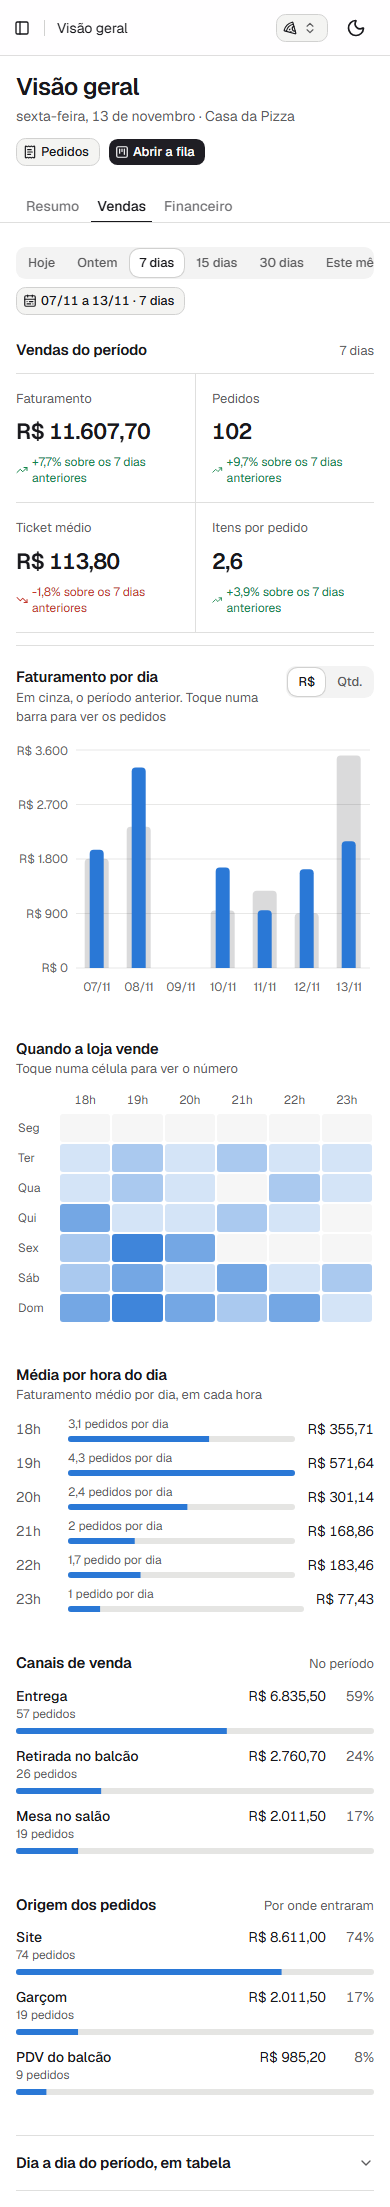 Visão geral
Visão geral
sexta-feira, 13 de novembro · Casa da Pizza
Pedidos
Abrir a fila
Resumo Vendas Financeiro
Hoje Ontem 7 dias 15 dias 30 dias Este mê
07/11 a 13/11 · 7 dias
Vendas do período 7 dias
Faturamento Pedidos
R$ 11.607,70 102
+7,7% sobre os 7 dias anteriores
+9,7% sobre os 7 dias anteriores
Ticket médio Itens por pedido
R$ 113,80 2,6
-1,8% sobre os 7 dias anteriores
+3,9% sobre os 7 dias anteriores
Faturamento por dia
R$ Qtd.
Em cinza, o período anterior. Toque numa
barra para ver os pedidos
R$ 3.600
R$ 2.700
R$ 1.800
R$ 900
R$ 0
07/11 08/11 09/11 10/11 11/11 12/11 13/11
Quando a loja vende
Toque numa célula para ver o número
18h 19h 20h 21h 22h 23h
Seg
Ter
Qua
Qui
Sex
Sáb
Dom
Média por hora do dia
Faturamento médio por dia, em cada hora
18h 3,1 pedidos por dia R$ 355,71
19h 4,3 pedidos por dia R$ 571,64
20h 2,4 pedidos por dia R$ 301,14
21h 2 pedidos por dia R$ 168,86
22h 1,7 pedido por dia R$ 183,46
23h 1 pedido por dia R$ 77,43
Canais de venda No período
Entrega R$ 6.835,50 59%
57 pedidos
Retirada no balcão R$ 2.760,70 24%
26 pedidos
Mesa no salão R$ 2.011,50 17%
19 pedidos
Origem dos pedidos Por onde entraram
Site R$ 8.611,00 74%
74 pedidos
Garçom R$ 2.011,50 17%
19 pedidos
PDV do balcão R$ 985,20 8%
9 pedidos
Dia a dia do período, em tabela